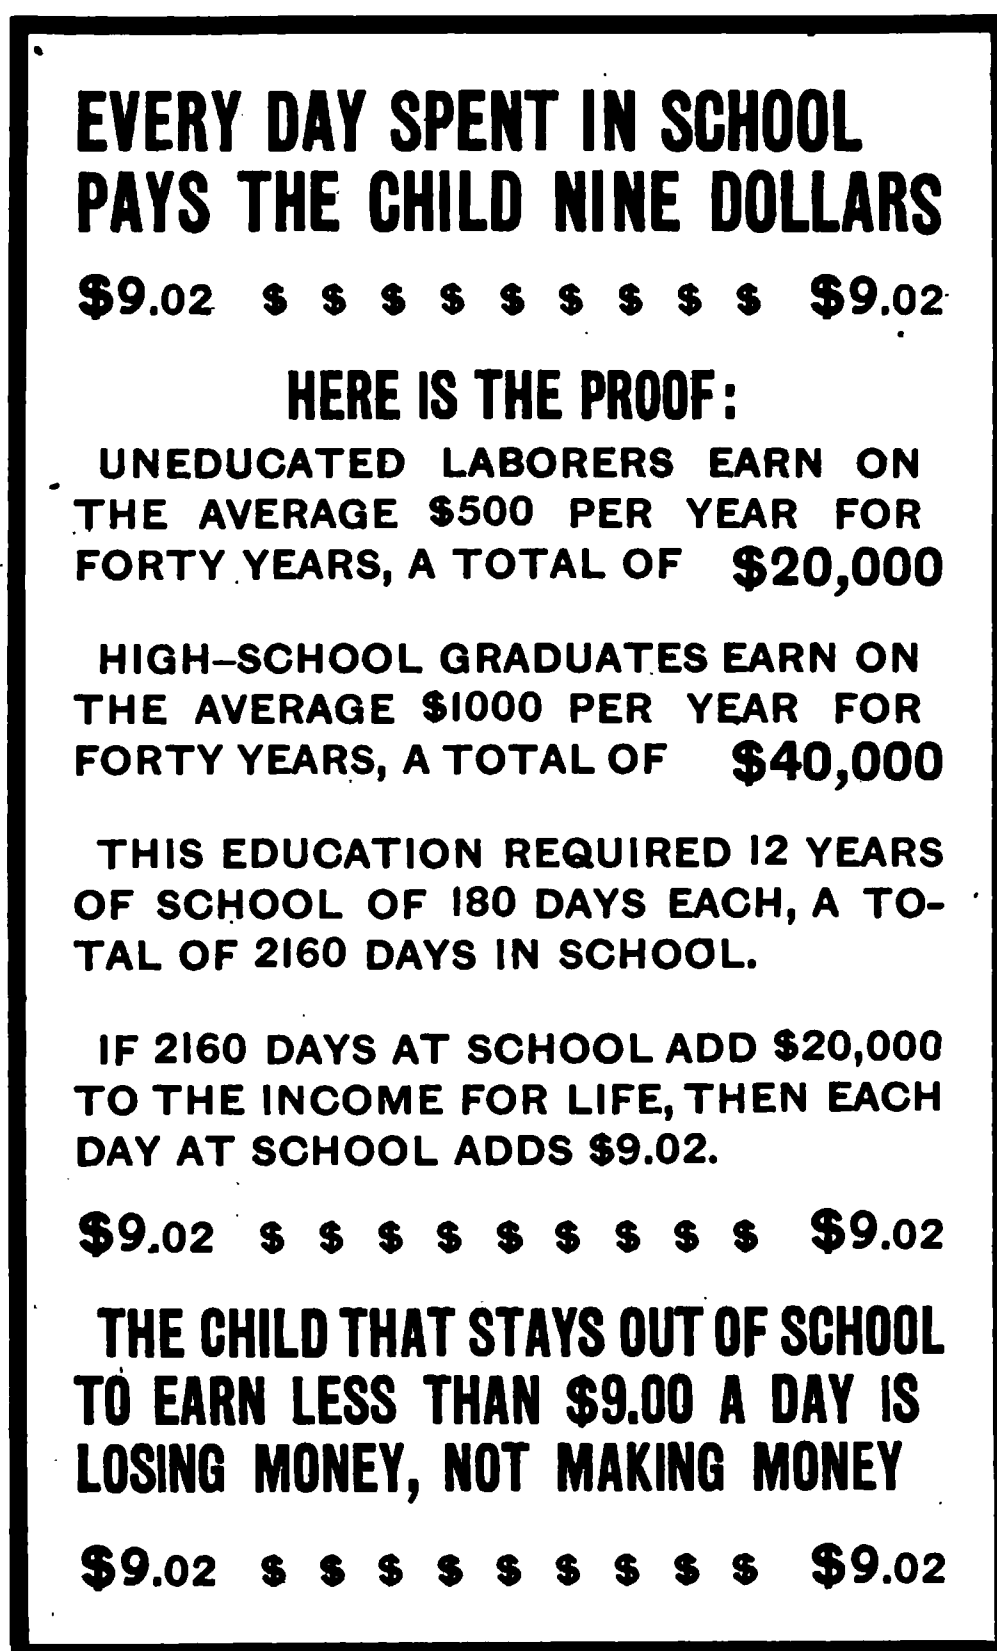 EVERY DAY SPENT IN SCHOOL
PAYS THE CHILD NINE DOLLARS
$9.02 $ $ $ $ $ $ $ $ $ $9.02
HERE IS THE PROOF:
UNEDUCATED LABORERS EARN ON
THE AVERAGE $500 PER YEAR FOR
FORTY YEARS, A TOTAL OF $20,000
HIGH–SCHOOL GRADUATES EARN ON
THE AVERAGE $1000 PER YEAR FOR
FORTY YEARS, A TOTAL OF $40,000
THIS EDUCATION REQUIRED 12 YEARS
OF SCHOOL OF 180 DAYS EACH, A TO-
TAL OF 2160 DAYS IN SCHOOL.
IF 2160 DAYS AT SCHOOL ADD $20,000
TO THE INCOME FOR LIFE, THEN EACH
DAY AT SCHOOL ADDS $9.02.
$9.02 $ $ $ $ $ $ $ $ $ $9.02
THE CHILD THAT STAYS OUT OF SCHOOL
TO EARN LESS THAN $9.00 A DAY IS
LOSING MONEY, NOT MAKING MONEY
$9.02 $ $ $ $ $ $ $ $ $ $9.02